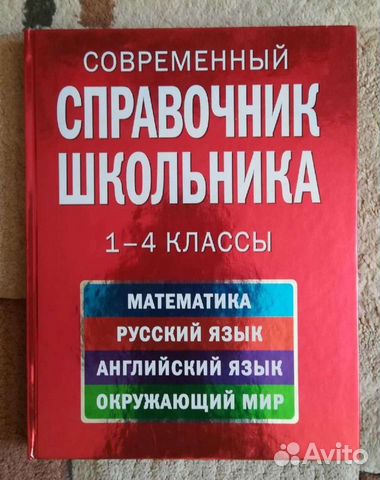 СОВРЕМЕННЫЙ
СПРАВОЧНИК
ШКОЛЬНИКА
1–4 КЛАССЫ
МАТЕМАТИКА
РУССКИЙ ЯЗЫК
АНГЛИЙСКИЙ ЯЗЫК
ОКРУЖАЮЩИЙ МИР
Avito